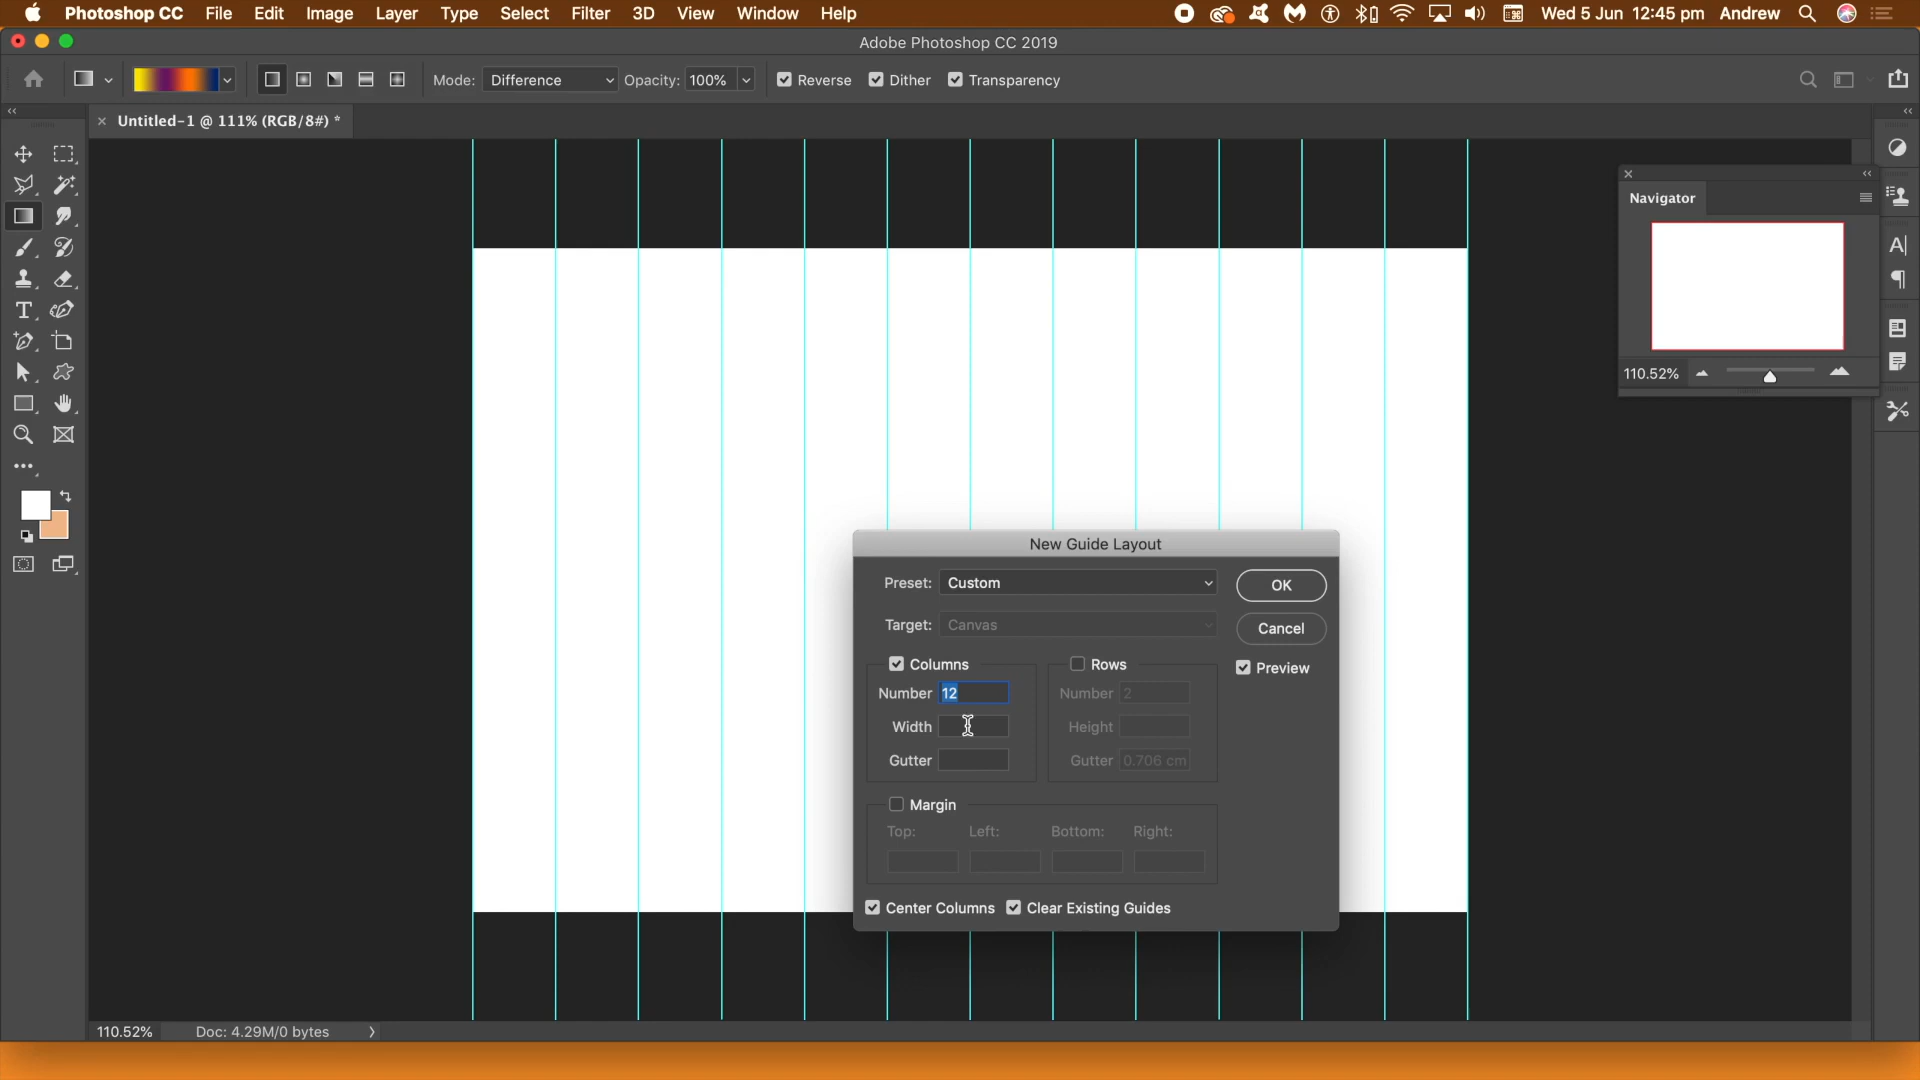 Photoshop CC File Edit Image Layer Type Select Filter 3D View Window Help Wed 5 Jun 12:45 pm Andrew
Adobe Photoshop CC 2019
Mode: Difference Opacity: 100% Reverse Dither Transparency
× Untitled-1 @ 111% (RGB/8#) *
Navigator
110.52%
New Guide Layout
Preset: Custom OK
Target: Canvas Cancel
Columns Rows Preview
Number 12 Number 2
Width Height
Gutter Gutter 0.706 cm
Margin
Top: Left: Bottom: Right:
Center Columns Clear Existing Guides
110.52% Doc: 4.29M/0 bytes